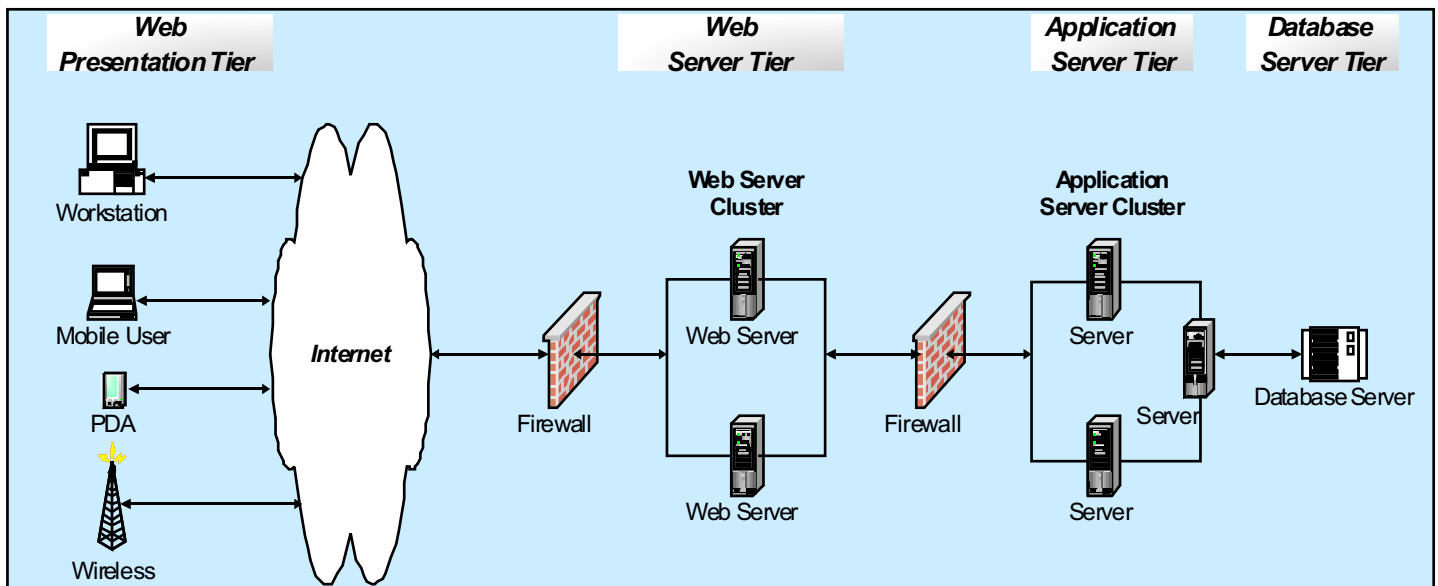 Web
Presentation Tier
Web
Server Tier
Application
Server Tier
Database
Server Tier
Workstation
Mobile User
PDA
Wireless
Internet
Firewall
Web Server
Cluster
Web Server
Web Server
Firewall
Application
Server Cluster
Server
Server
Server
Database Server